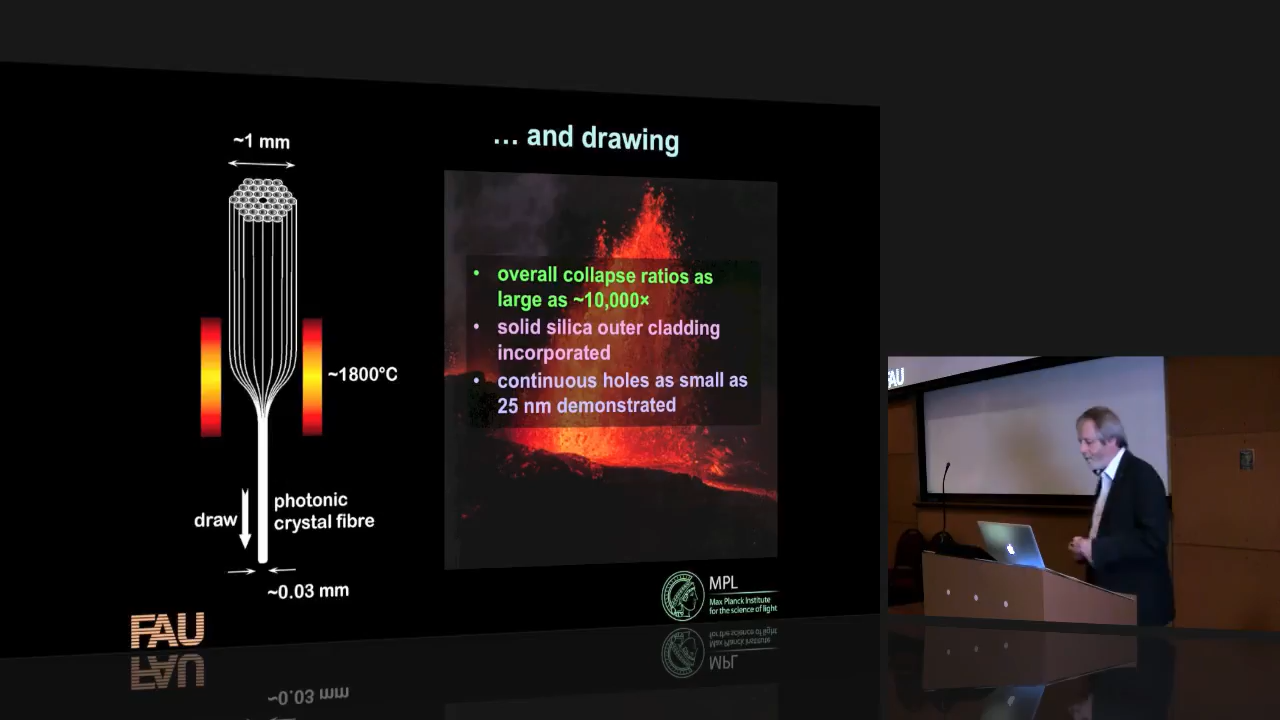 ... and drawing
~1 mm
• overall collapse ratios as
large as ~10,000×
• solid silica outer cladding
incorporated
• continuous holes as small as
25 nm demonstrated
~1800°C
draw
photonic
crystal fibre
~0.03 mm
FAU
MPL
Max Planck Institute
for the science of light
AU